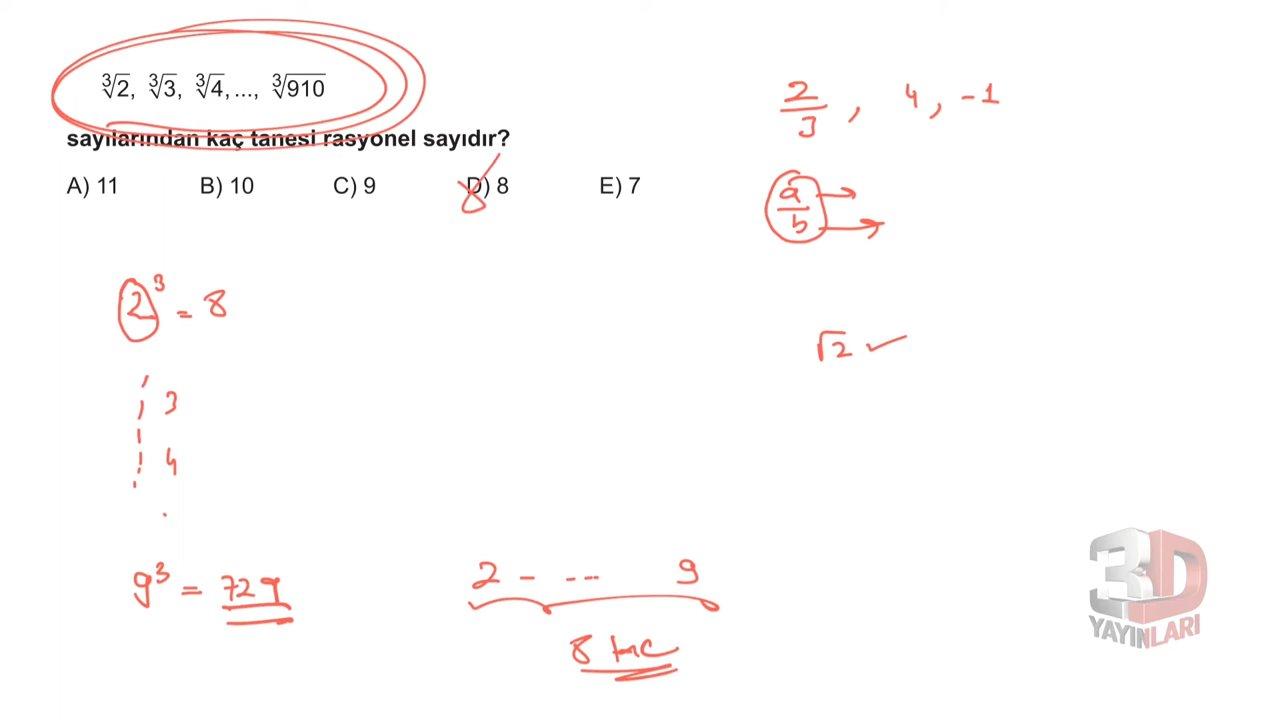 ∛2, ∛3, ∛4, ..., ∛910
sayılarından kaç tanesi rasyonel sayıdır?
A) 11 B) 10 C) 9 D) 8 E) 7
2/3, 4, -1
a/b
√2 ✓
2³ = 8
3
4
.
9³ = 729
2 - --- 9
8 tane
3D
YAYINLARI